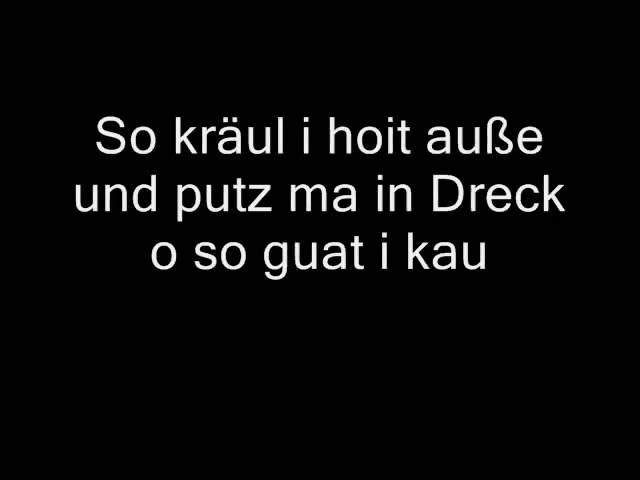 So kräul i hoit auße
und putz ma in Dreck
o so guat i kau